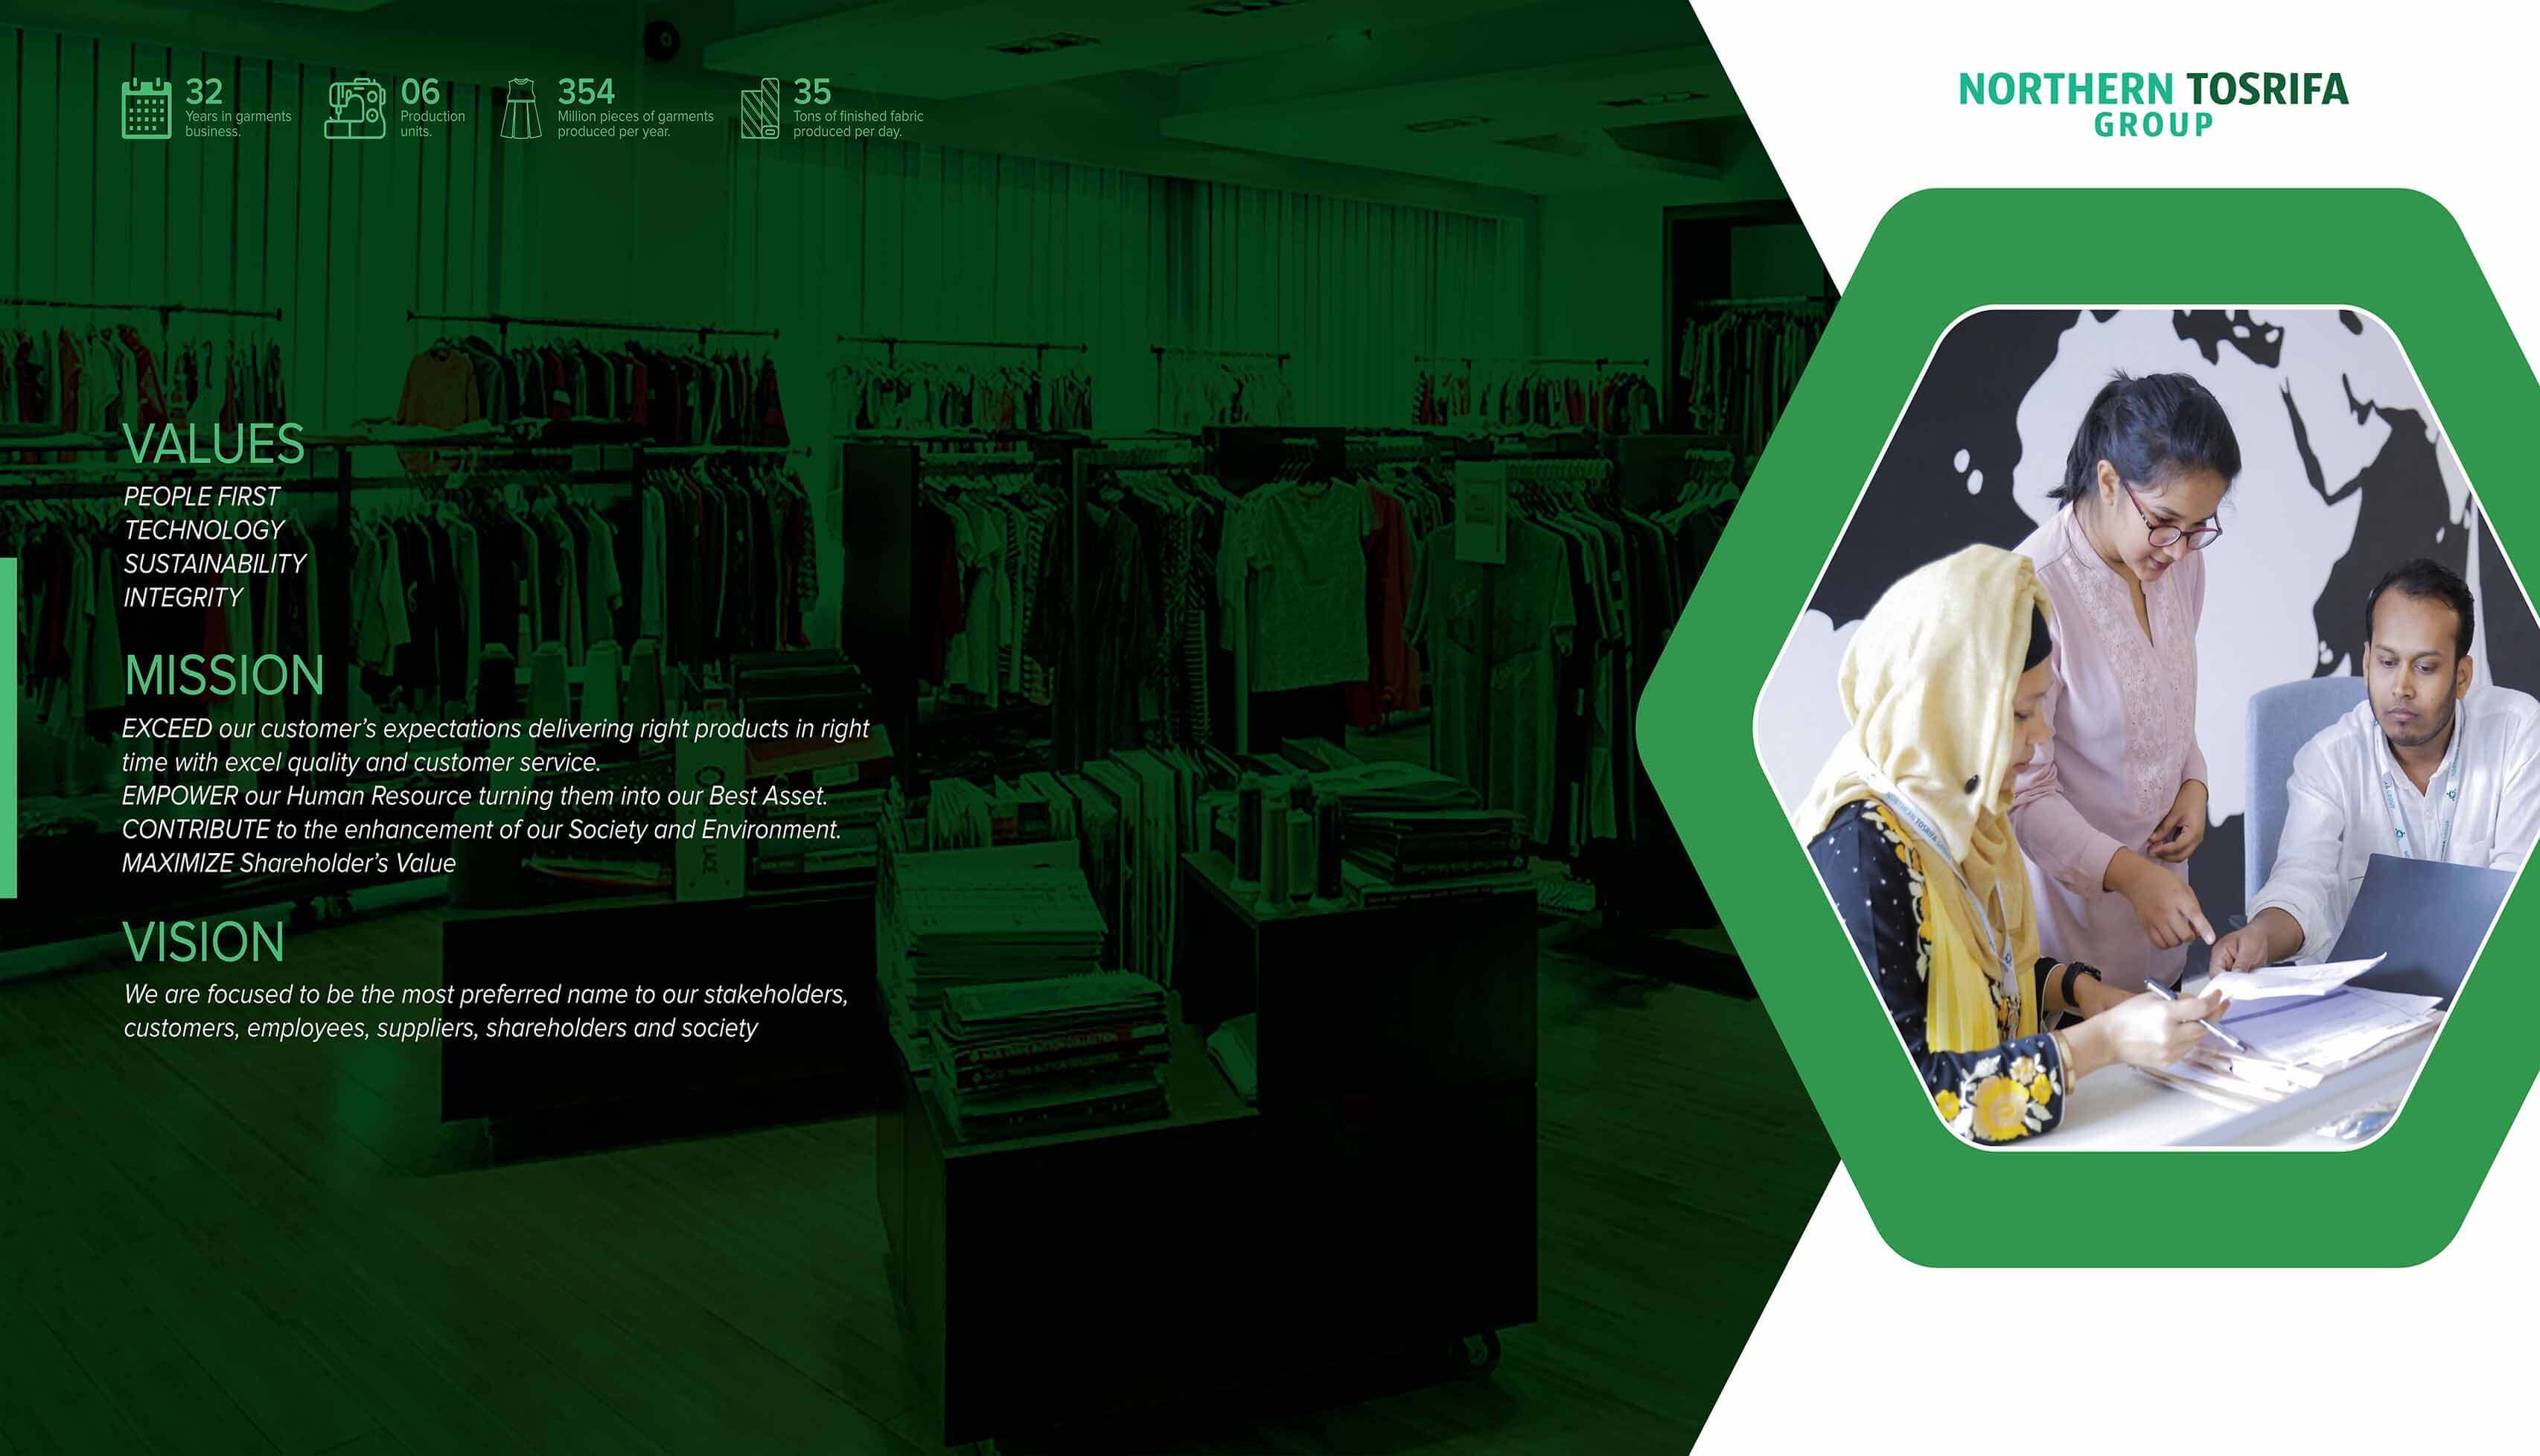 32
Years in garments
business.
06
Production
units.
354
Million pieces of garments
produced per year.
35
Tons of finished fabric
produced per day.
NORTHERN TOSRIFA
GROUP
VALUES
PEOPLE FIRST
TECHNOLOGY
SUSTAINABILITY
INTEGRITY
MISSION
EXCEED our customer’s expectations delivering right products in right
time with excel quality and customer service.
EMPOWER our Human Resource turning them into our Best Asset.
CONTRIBUTE to the enhancement of our Society and Environment.
MAXIMIZE Shareholder’s Value
VISION
We are focused to be the most preferred name to our stakeholders,
customers, employees, suppliers, shareholders and society
NORTHERN TOSRIFA